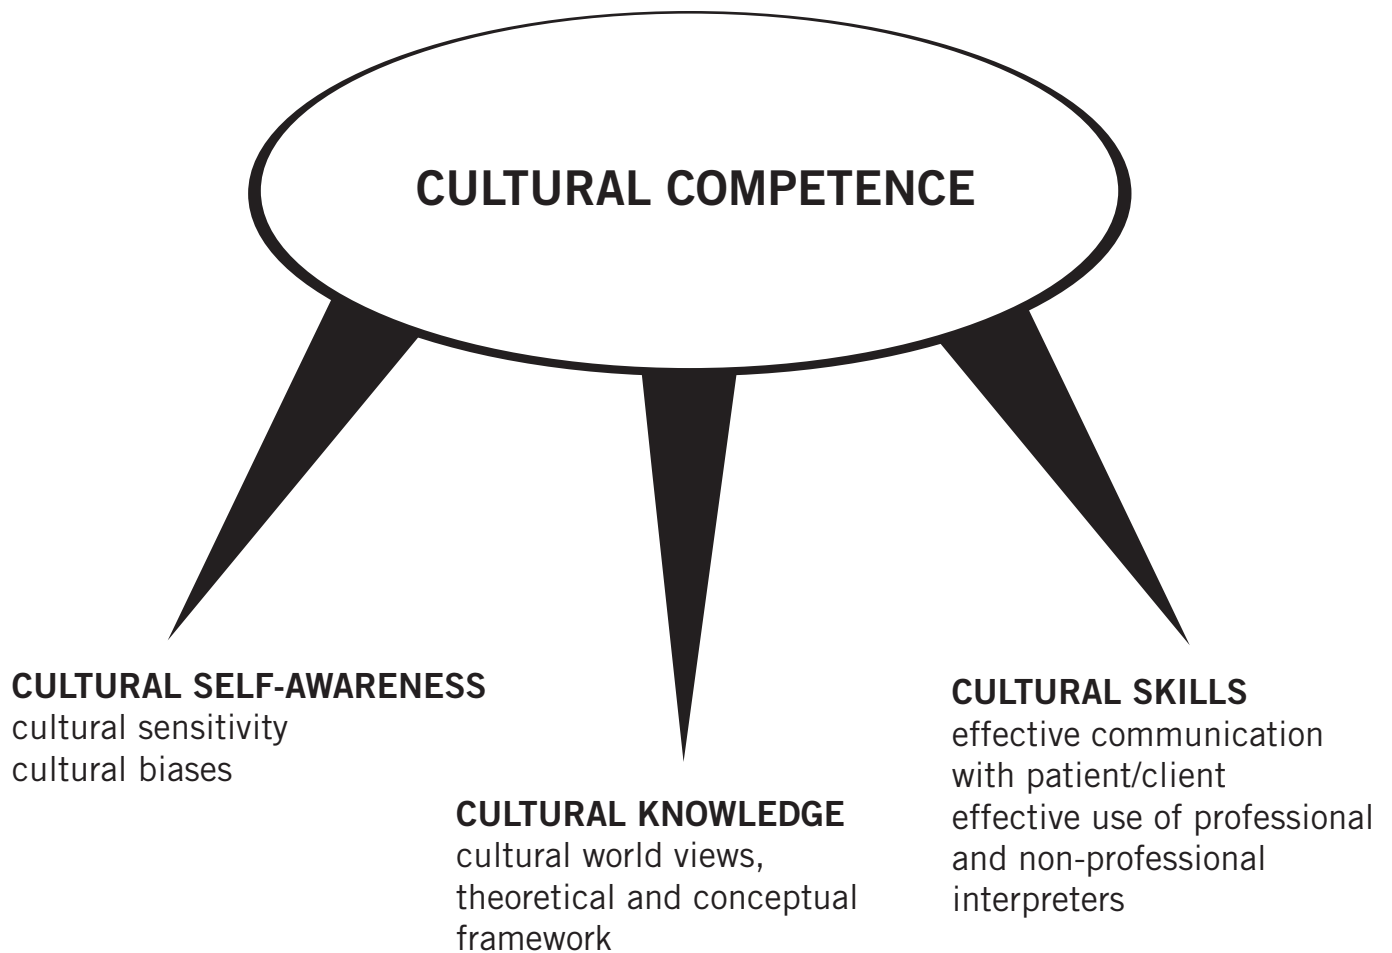 CULTURAL COMPETENCE
CULTURAL SELF-AWARENESS
cultural sensitivity
cultural biases
CULTURAL KNOWLEDGE
cultural world views,
theoretical and conceptual
framework
CULTURAL SKILLS
effective communication
with patient/client
effective use of professional
and non-professional
interpreters